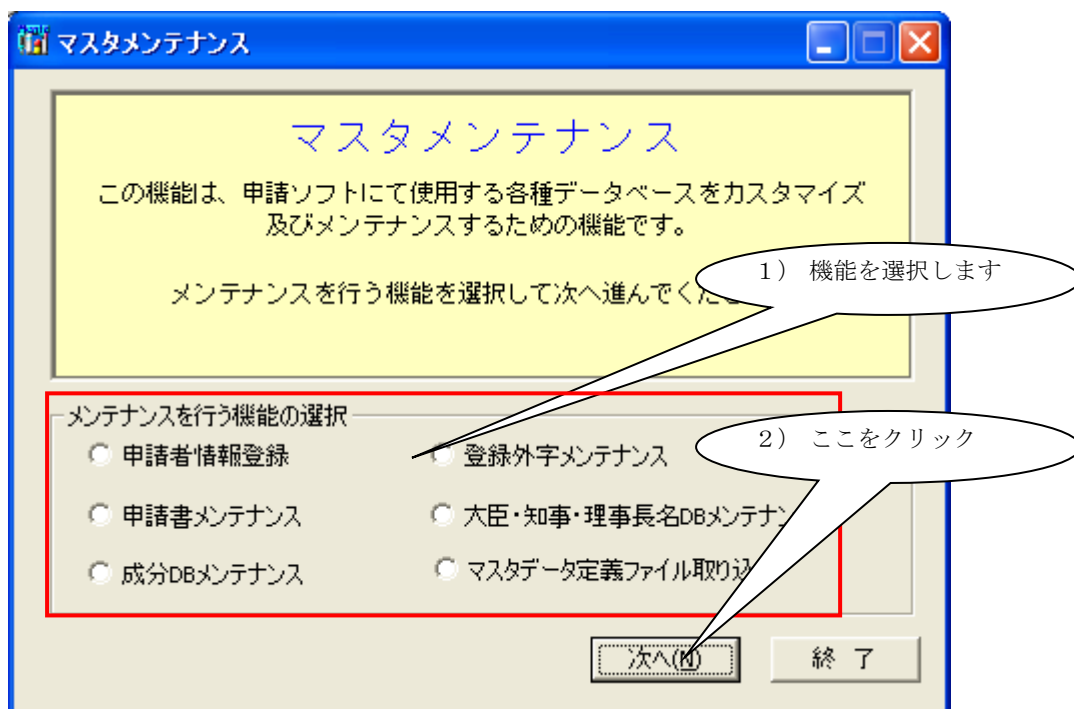 マスタメンテナンス
マスタメンテナンス
この機能は、申請ソフトにて使用する各種データベースをカスタマイズ
及びメンテナンスするための機能です。
メンテナンスを行う機能を選択して次へ進んでくだ
1） 機能を選択します
メンテナンスを行う機能の選択
申請者情報登録
登録外字メンテナンス
2） ここをクリック
申請書メンテナンス
大臣・知事・理事長名DBメンテナン
成分DBメンテナンス
マスタデータ定義ファイル取り込
次へ(N)
終 了